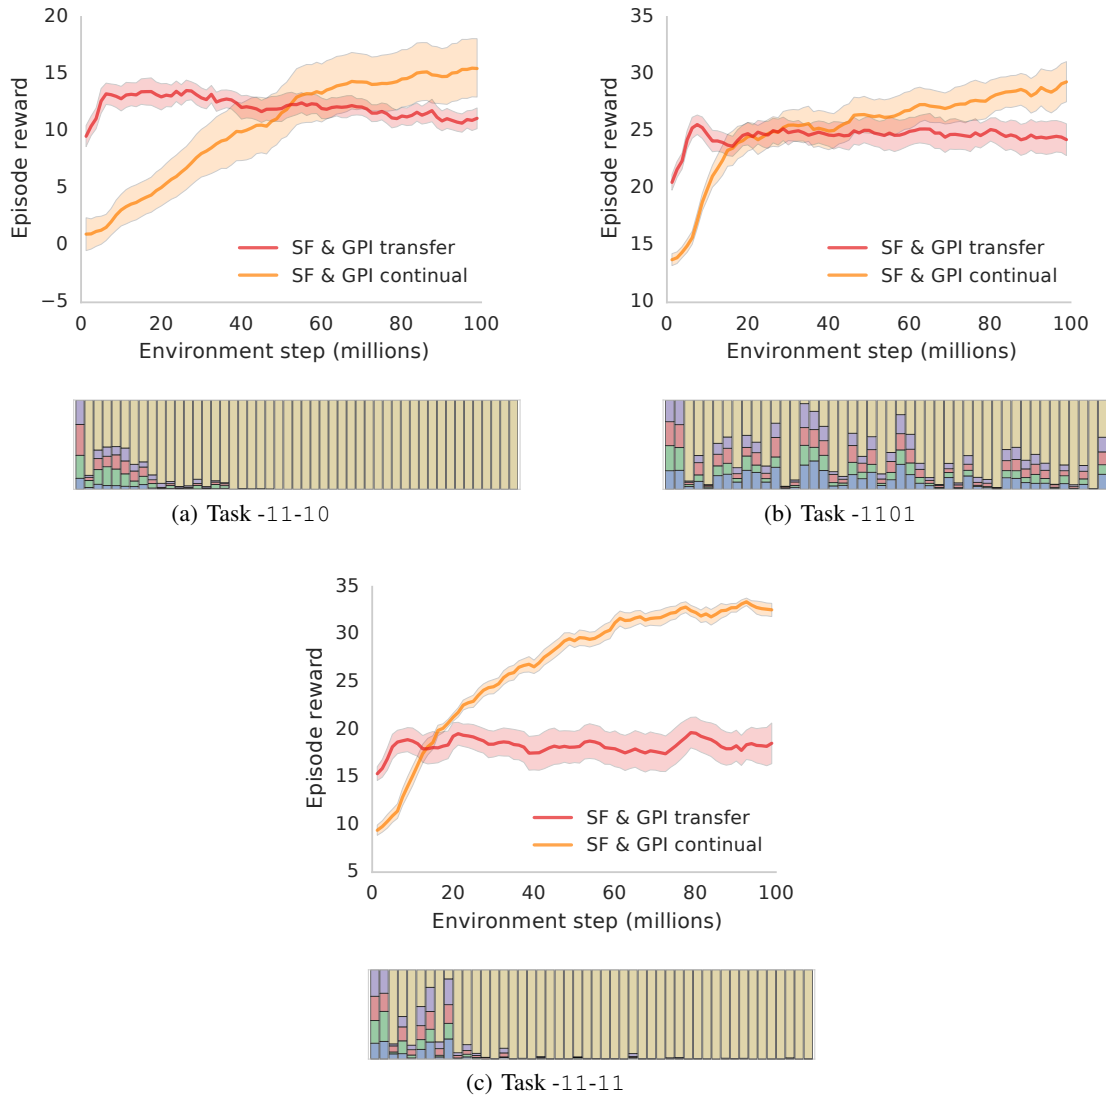 20
15
10
5
0
−5
Episode reward
SF & GPI transfer
SF & GPI continual
0 20 40 60 80 100
Environment step (millions)
(a) Task -11-10
35
30
25
20
15
10
Episode reward
SF & GPI transfer
SF & GPI continual
0 20 40 60 80 100
Environment step (millions)
(b) Task -1101
35
30
25
20
15
10
5
Episode reward
SF & GPI transfer
SF & GPI continual
0 20 40 60 80 100
Environment step (millions)
(c) Task -11-11